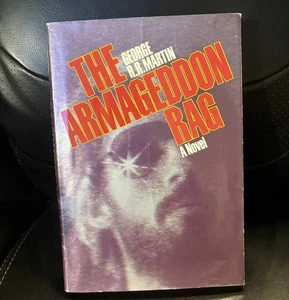 THE
GEORGE
R.R. MARTIN
ARMAGEDDON
RAG
A Novel